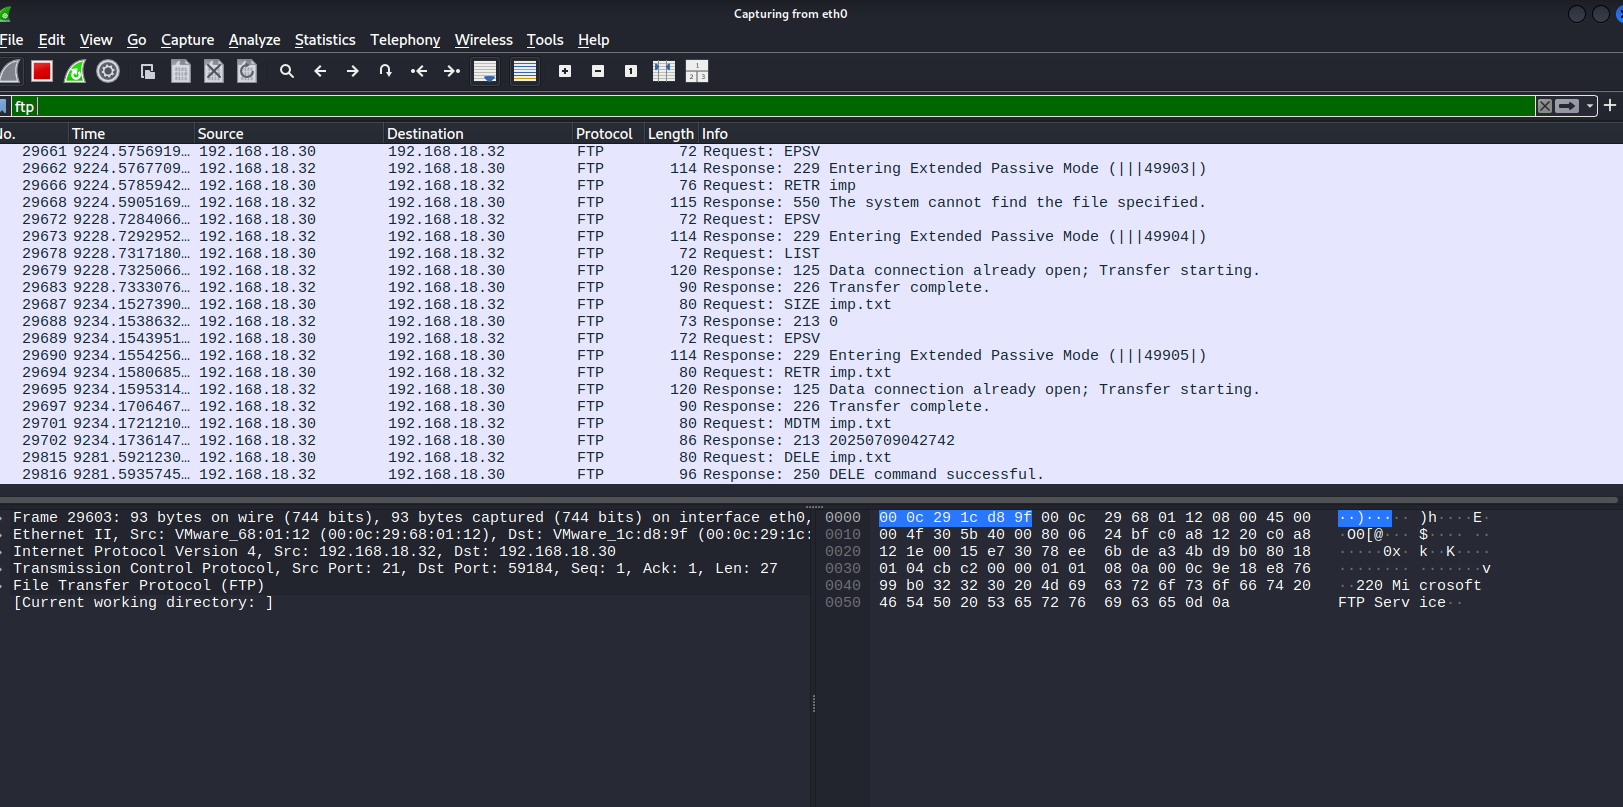 Capturing from eth0
File Edit View Go Capture Analyze Statistics Telephony Wireless Tools Help
ftp
No. Time Source Destination Protocol Length Info
29661 9224.5756919… 192.168.18.30 192.168.18.32 FTP 72 Request: EPSV
29662 9224.5767709… 192.168.18.32 192.168.18.30 FTP 114 Response: 229 Entering Extended Passive Mode (|||49903|)
29666 9224.5785942… 192.168.18.30 192.168.18.32 FTP 76 Request: RETR imp
29668 9224.5905169… 192.168.18.32 192.168.18.30 FTP 115 Response: 550 The system cannot find the file specified.
29672 9228.7284066… 192.168.18.30 192.168.18.32 FTP 72 Request: EPSV
29673 9228.7292952… 192.168.18.32 192.168.18.30 FTP 114 Response: 229 Entering Extended Passive Mode (|||49904|)
29678 9228.7317180… 192.168.18.30 192.168.18.32 FTP 72 Request: LIST
29679 9228.7325066… 192.168.18.32 192.168.18.30 FTP 120 Response: 125 Data connection already open; Transfer starting.
29683 9228.7333076… 192.168.18.32 192.168.18.30 FTP 90 Response: 226 Transfer complete.
29687 9234.1527390… 192.168.18.30 192.168.18.32 FTP 80 Request: SIZE imp.txt
29688 9234.1538632… 192.168.18.32 192.168.18.30 FTP 73 Response: 213 0
29689 9234.1543951… 192.168.18.30 192.168.18.32 FTP 72 Request: EPSV
29690 9234.1554256… 192.168.18.32 192.168.18.30 FTP 114 Response: 229 Entering Extended Passive Mode (|||49905|)
29694 9234.1580685… 192.168.18.30 192.168.18.32 FTP 80 Request: RETR imp.txt
29695 9234.1595314… 192.168.18.32 192.168.18.30 FTP 120 Response: 125 Data connection already open; Transfer starting.
29697 9234.1706467… 192.168.18.32 192.168.18.30 FTP 90 Response: 226 Transfer complete.
29701 9234.1721210… 192.168.18.30 192.168.18.32 FTP 80 Request: MDTM imp.txt
29702 9234.1736147… 192.168.18.32 192.168.18.30 FTP 86 Response: 213 20250709042742
29815 9281.5921230… 192.168.18.30 192.168.18.32 FTP 80 Request: DELE imp.txt
29816 9281.5935745… 192.168.18.32 192.168.18.30 FTP 96 Response: 250 DELE command successful.
Frame 29603: 93 bytes on wire (744 bits), 93 bytes captured (744 bits) on interface eth0,
Ethernet II, Src: VMware_68:01:12 (00:0c:29:68:01:12), Dst: VMware_1c:d8:9f (00:0c:29:1c:
Internet Protocol Version 4, Src: 192.168.18.32, Dst: 192.168.18.30
Transmission Control Protocol, Src Port: 21, Dst Port: 59184, Seq: 1, Ack: 1, Len: 27
File Transfer Protocol (FTP)
[Current working directory: ]
0000 00 0c 29 1c d8 9f 00 0c 29 68 01 12 08 00 45 00 ··)····· )h····E·
0010 00 4f 30 5b 40 00 80 06 24 bf c0 a8 12 20 c0 a8 ·O0[@··· $···· ··
0020 12 1e 00 15 e7 30 78 ee 6b de a3 4b d9 b0 80 18 ·····0x· k··K····
0030 01 04 cb c2 00 00 01 01 08 0a 00 0c 9e 18 e8 76 ········ ·······v
0040 99 b0 32 32 30 20 4d 69 63 72 6f 73 6f 66 74 20 ··220 Mi crosoft
0050 46 54 50 20 53 65 72 76 69 63 65 0d 0a FTP Serv ice··